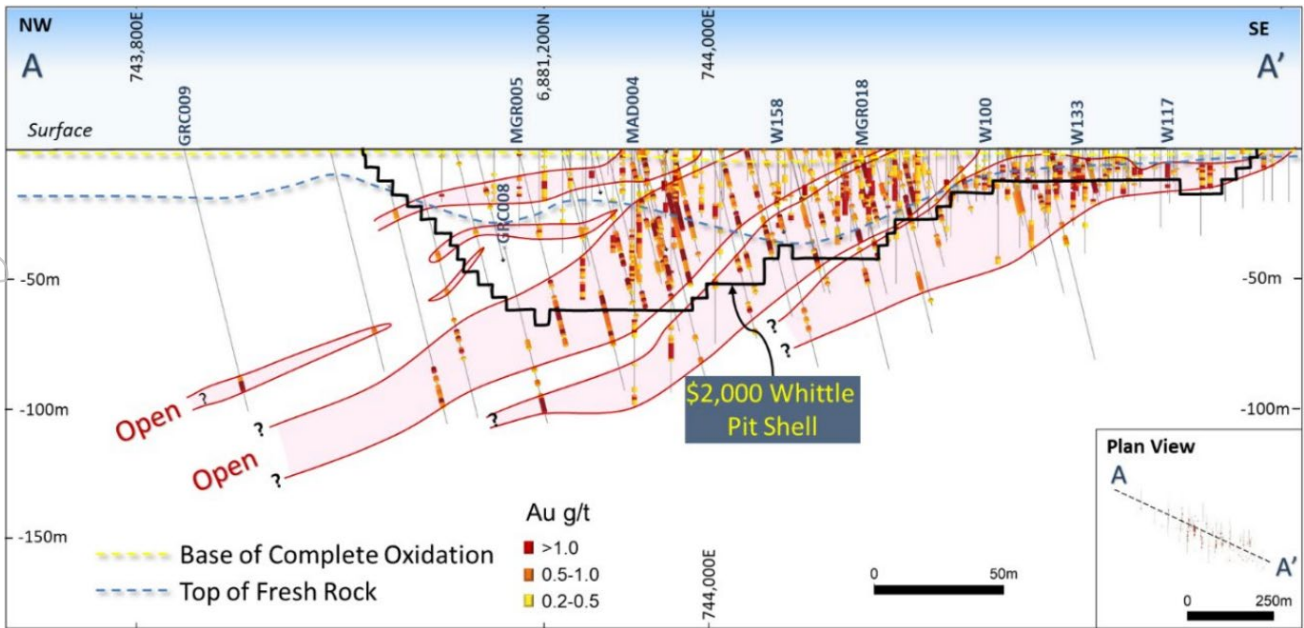 NW
SE
A
A'
743,800E
6,881,200N
744,000E
GRC009
MGR005
MAD004
W158
MGR018
W100
W133
W117
Surface
GRC008
-50m
-50m
?
?
$2,000 Whittle
Pit Shell
?
-100m
-100m
Open
?
?
Open
?
Plan View
A
A'
0
250m
-150m
Base of Complete Oxidation
Top of Fresh Rock
Au g/t
>1.0
0.5-1.0
0.2-0.5
744,000E
0
50m